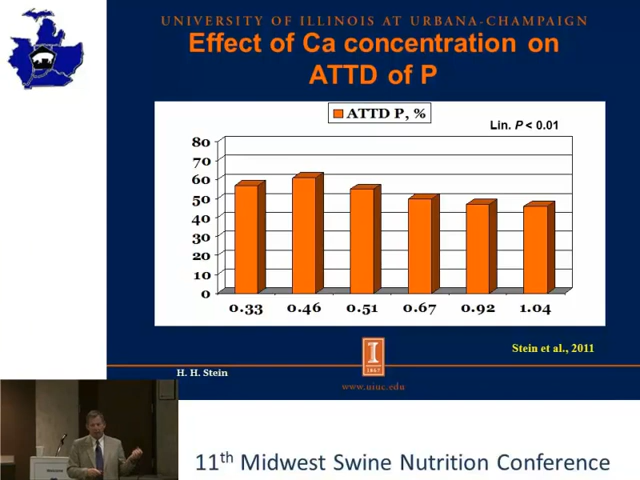 UNIVERSITY OF ILLINOIS AT URBANA-CHAMPAIGN
Effect of Ca concentration on
ATTD of P
ATTD P, %
Lin. P < 0.01
80
70
60
50
40
30
20
10
0
0.33 0.46 0.51 0.67 0.92 1.04
Stein et al., 2011
I
1867
H. H. Stein
www.uiuc.edu
11th Midwest Swine Nutrition Conference